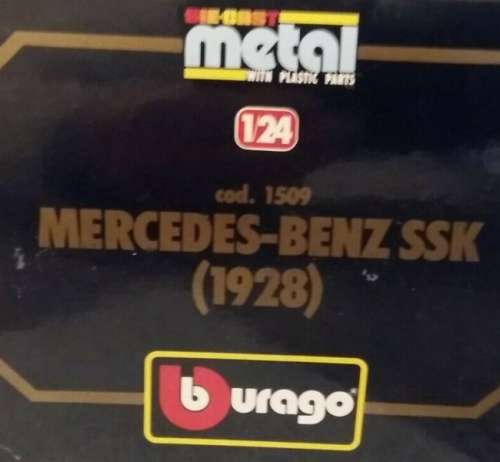 DIE-CAST
metal
WITH PLASTIC PARTS
1/24
cod. 1509
MERCEDES-BENZ SSK
(1928)
burago®